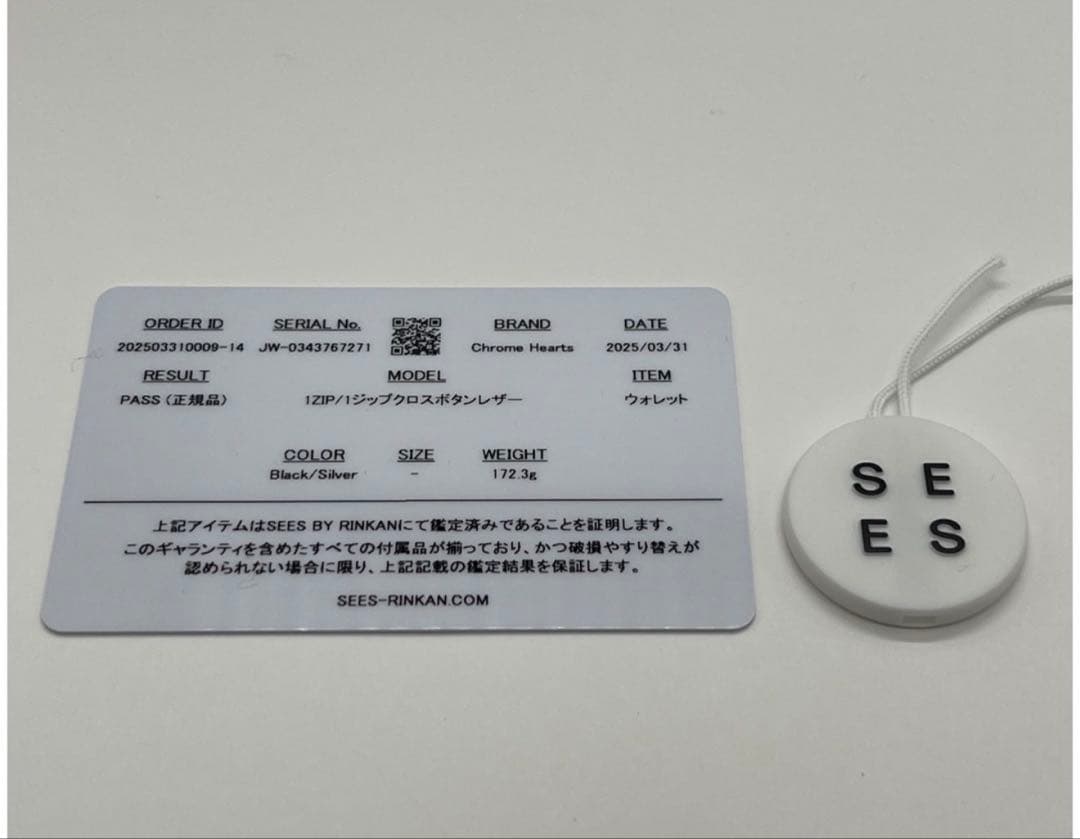 ORDER ID SERIAL No. BRAND DATE
202503310009-14 JW-0343767271 Chrome Hearts 2025/03/31
RESULT MODEL ITEM
PASS（正規品） 1ZIP/1ジップクロスボタンレザー ウォレット
COLOR SIZE WEIGHT
Black/Silver - 172.3g
上記アイテムはSEES BY RINKANにて鑑定済みであることを証明します。
このギャランティを含めたすべての付属品が揃っており、かつ破損やすり替えが
認められない場合に限り、上記記載の鑑定結果を保証します。
SEES-RINKAN.COM
S E
E S